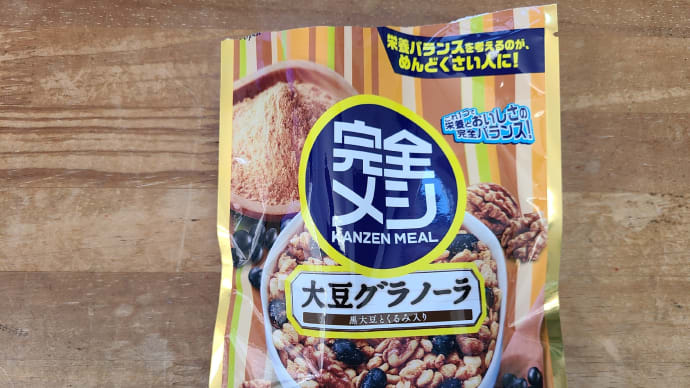 栄養バランスを考えるのが、
めんどくさい人に!
これ1つで
栄養とおいしさの
完全バランス!
完全
メシ
KANZEN MEAL
大豆グラノーラ
黒大豆とくるみ入り